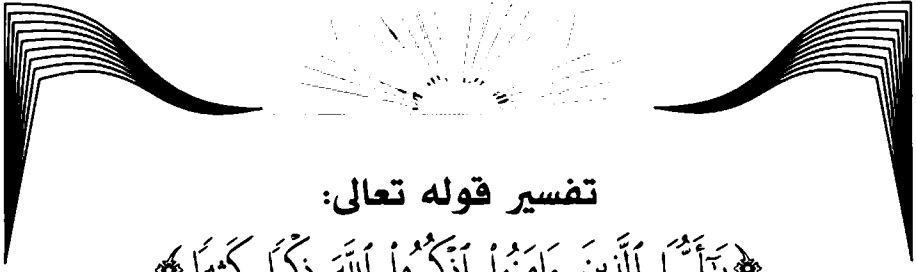 تفسير قوله تعالى:
﴿يَٰٓأَيُّهَا ٱلَّذِينَ ءَامَنُوا۟ ٱذْكُرُوا۟ ٱللَّهَ ذِكْرًا كَثِيرًا﴾